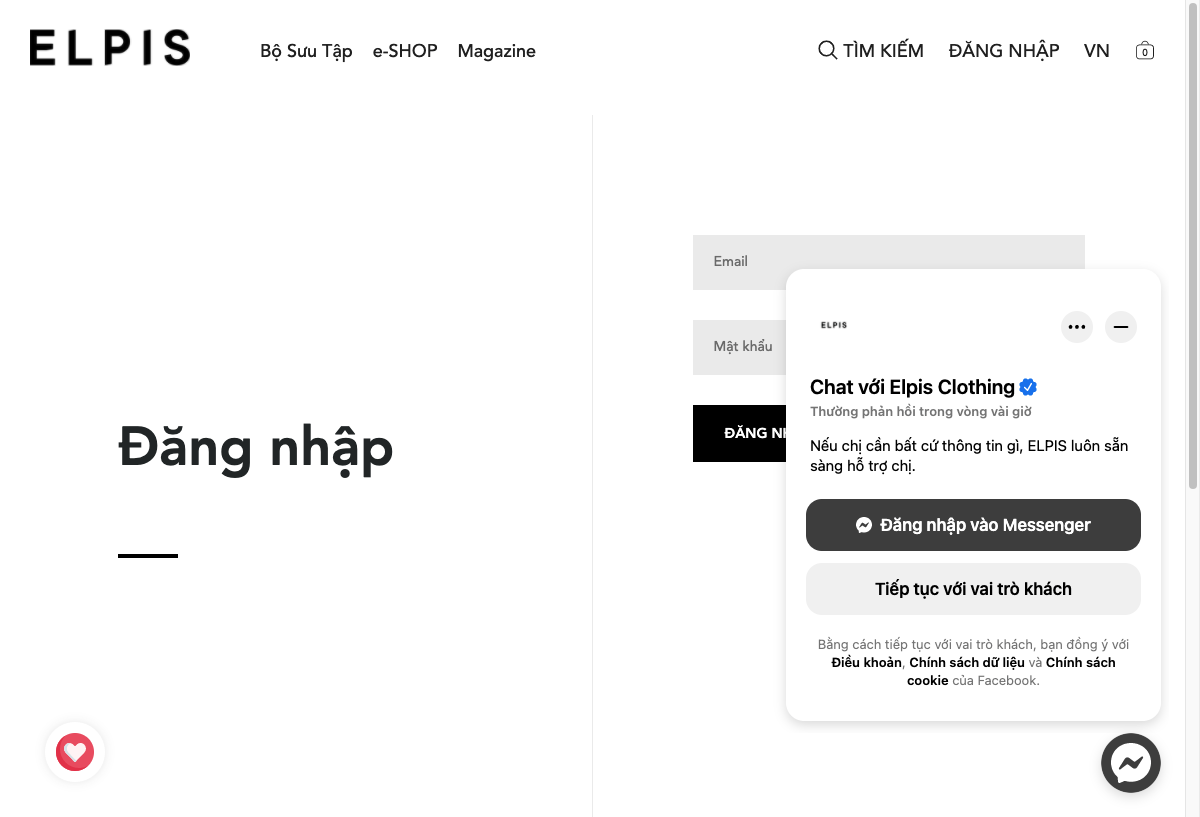 ELPIS
Bộ Sưu Tập
e-SHOP
Magazine
TÌM KIẾM
ĐĂNG NHẬP
VN
0
Đăng nhập
Email
Mật khẩu
ĐĂNG NH
ELPIS
Chat với Elpis Clothing
Thường phản hồi trong vòng vài giờ
Nếu chị cần bất cứ thông tin gì, ELPIS luôn sẵn
sàng hỗ trợ chị.
Đăng nhập vào Messenger
Tiếp tục với vai trò khách
Bằng cách tiếp tục với vai trò khách, bạn đồng ý với
Điều khoản, Chính sách dữ liệu và Chính sách
cookie của Facebook.